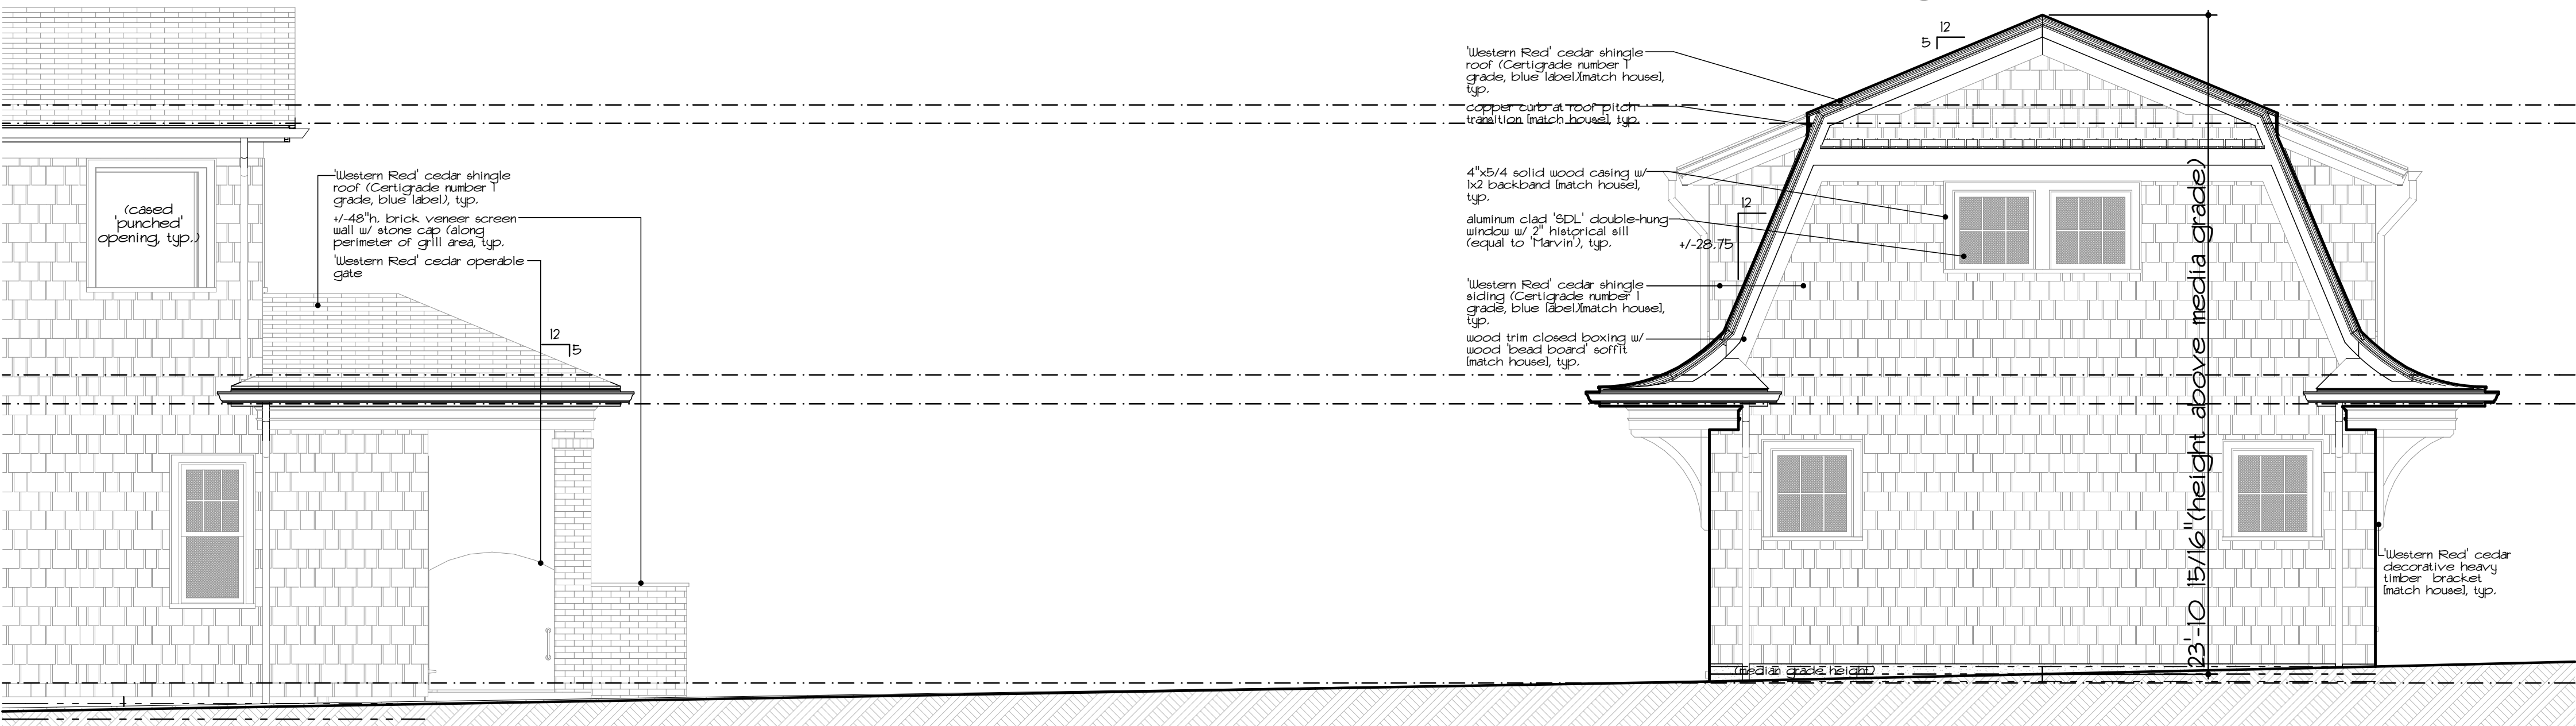 (cased
'punched'
opening, typ.)
'Western Red' cedar shingle
roof (Certigrade number 1
grade, blue label), typ.
+/-48"h. brick veneer screen
wall w/ stone cap (along
perimeter of grill area, typ.
'Western Red' cedar operable
gate
12
5
'Western Red' cedar shingle
roof (Certigrade number 1
grade, blue label)[match house],
typ.
copper curb at roof pitch
transition [match house], typ.
4"x5/4 solid wood casing w/
1x2 backband [match house],
typ.
aluminum clad 'SDL' double-hung
window w/ 2" historical sill
(equal to 'Marvin'), typ.
'Western Red' cedar shingle
siding (Certigrade number 1
grade, blue label)[match house],
typ.
wood trim closed boxing w/
wood 'bead board' soffit
[match house], typ.
12
5
12
+/-28.75
23'-10 15/16" (height above media grade)
(median grade height)
'Western Red' cedar
decorative heavy
timber bracket
[match house], typ.